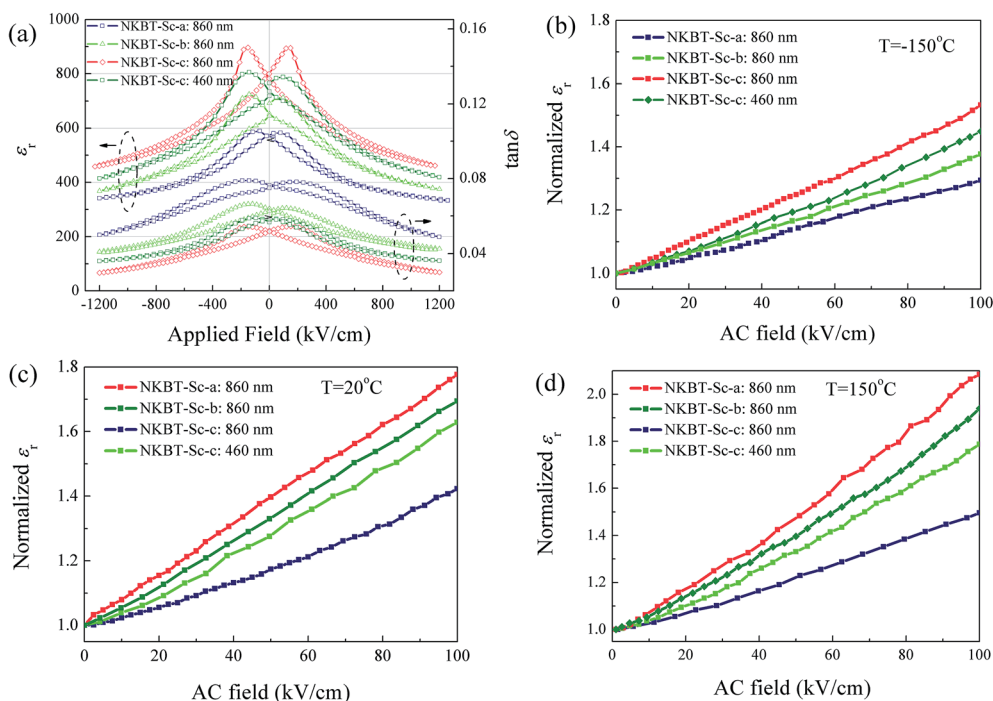 (a)
NKBT-Sc-a: 860 nm
NKBT-Sc-b: 860 nm
NKBT-Sc-c: 860 nm
NKBT-Sc-c: 460 nm
1000
800
600
400
200
0
εr
0.16
0.12
0.08
0.04
tanδ
-1200 -800 -400 0 400 800 1200
Applied Field (kV/cm)
(b)
NKBT-Sc-a: 860 nm
NKBT-Sc-b: 860 nm
NKBT-Sc-c: 860 nm
NKBT-Sc-c: 460 nm
T=-150°C
1.8
1.6
1.4
1.2
1.0
Normalized εr
0 20 40 60 80 100
AC field (kV/cm)
(c)
NKBT-Sc-a: 860 nm
NKBT-Sc-b: 860 nm
NKBT-Sc-c: 860 nm
NKBT-Sc-c: 460 nm
T=20°C
1.8
1.6
1.4
1.2
1.0
Normalized εr
0 20 40 60 80 100
AC field (kV/cm)
(d)
NKBT-Sc-a: 860 nm
NKBT-Sc-b: 860 nm
NKBT-Sc-c: 860 nm
NKBT-Sc-c: 460 nm
T=150°C
2.0
1.8
1.6
1.4
1.2
1.0
Normalized εr
0 20 40 60 80 100
AC field (kV/cm)